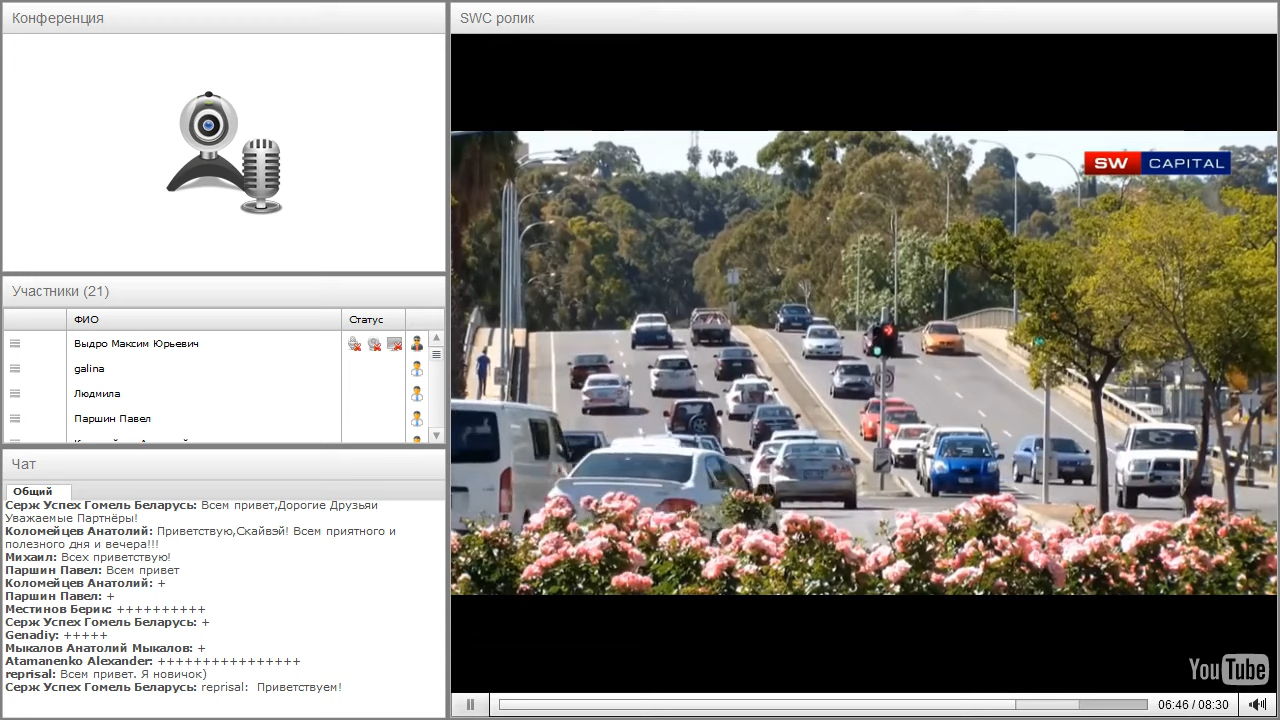 Конференция
SWC ролик
SW CAPITAL
Участники (21)
ФИО
Статус
Выдро Максим Юрьевич
galina
Людмила
Паршин Павел
Чат
Общий
Серж Успех Гомель Беларусь: Всем привет,Дорогие Друзьяи
Уважаемые Партнёры!
Коломейцев Анатолий: Приветствую,Скайвэй! Всем приятного и
полезного дня и вечера!!!
Михаил: Всех приветствую!
Паршин Павел: Всем привет
Коломейцев Анатолий: +
Паршин Павел: +
Местинов Берик: ++++++++++
Серж Успех Гомель Беларусь: +
Genadiy: +++++
Мыкалов Анатолий Мыкалов: +
Atamanenko Alexander: ++++++++++++++++
reprisal: Всем привет. Я новичок)
Серж Успех Гомель Беларусь: reprisal: Приветствуем!
YouTube
06:46 / 08:30